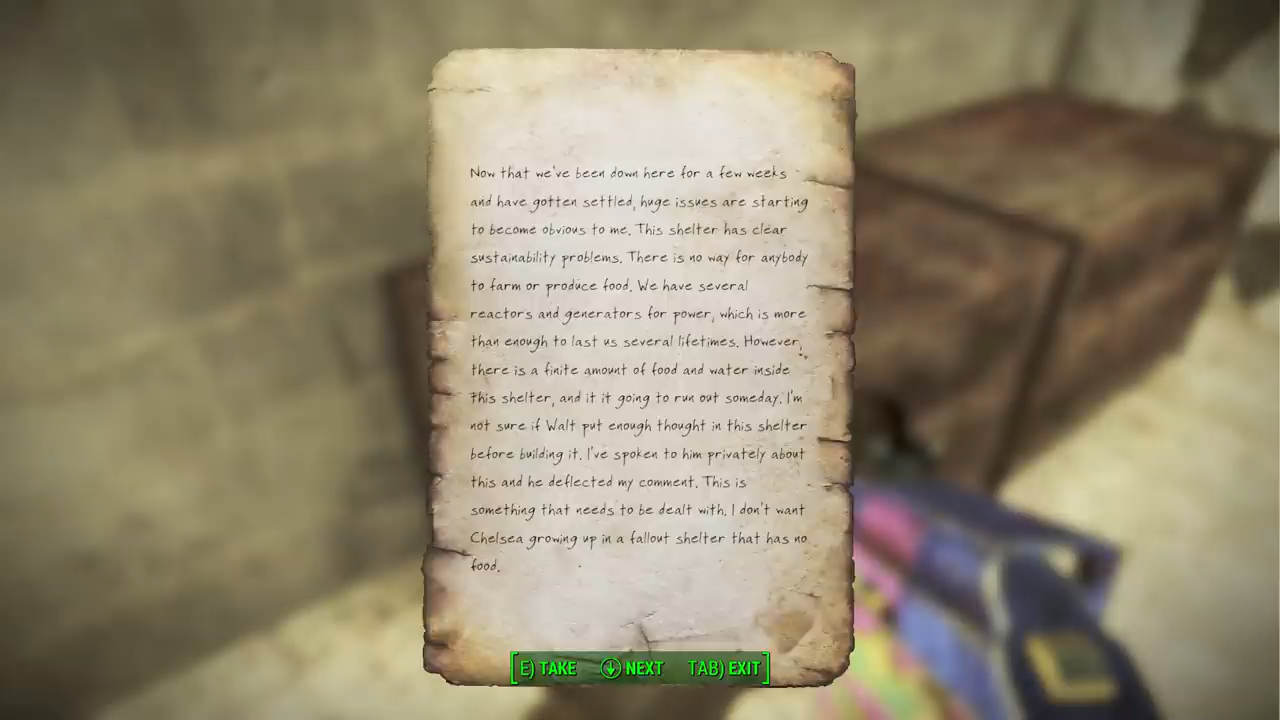 Now that we've been down here for a few weeks
and have gotten settled, huge issues are starting
to become obvious to me. This shelter has clear
sustainability problems. There is no way for anybody
to farm or produce food. We have several
reactors and generators for power, which is more
than enough to last us several lifetimes. However,
there is a finite amount of food and water inside
this shelter, and it it going to run out someday. I'm
not sure if Walt put enough thought in this shelter
before building it. I've spoken to him privately about
this and he deflected my comment. This is
something that needs to be dealt with. I don't want
Chelsea growing up in a fallout shelter that has no
food.
E) TAKE NEXT TAB) EXIT